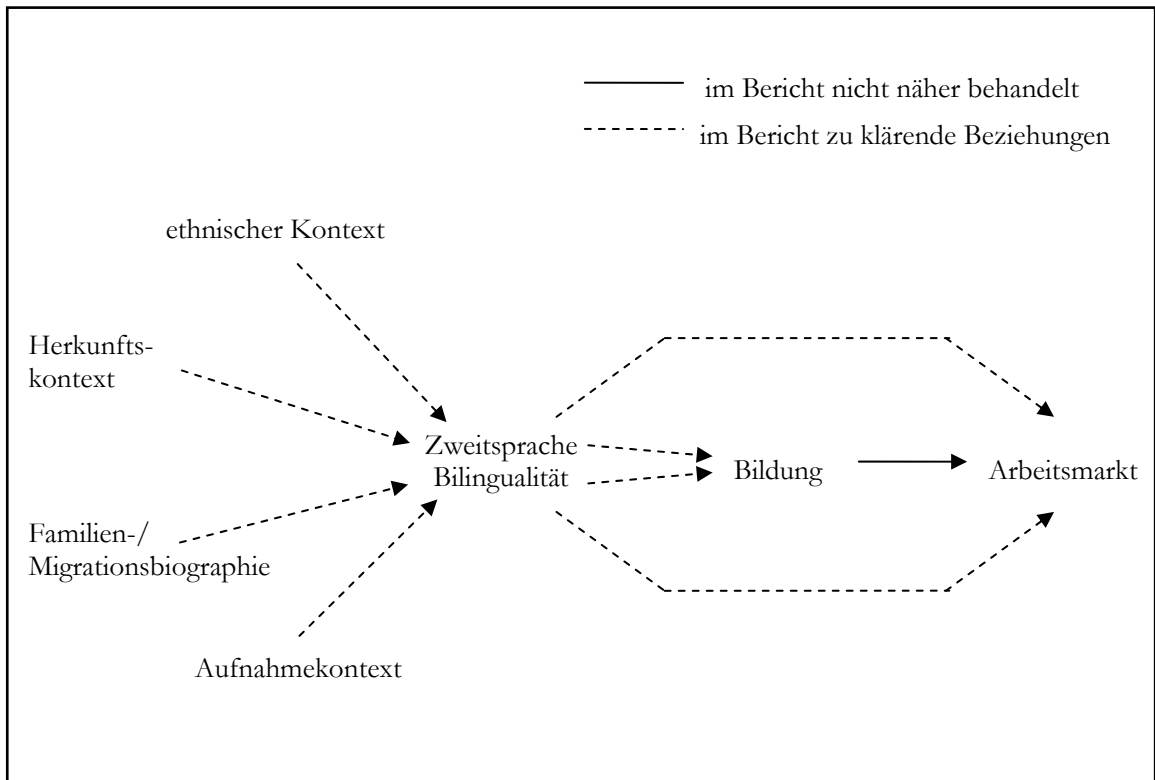 im Bericht nicht näher behandelt
im Bericht zu klärende Beziehungen
ethnischer Kontext
Herkunfts-
kontext
Zweitsprache
Bilingualität
Bildung
Arbeitsmarkt
Familien-/
Migrationsbiographie
Aufnahmekontext